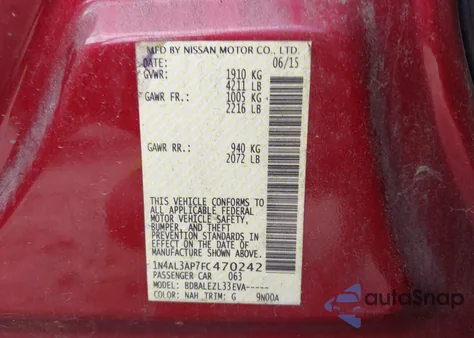 MFD BY NISSAN MOTOR CO., LTD.
DATE: 06/15
GVWR: 1910 KG
4211 LB
GAWR FR.: 1005 KG
2216 LB
GAWR RR.: 940 KG
2072 LB
THIS VEHICLE CONFORMS TO
ALL APPLICABLE FEDERAL
MOTOR VEHICLE SAFETY,
BUMPER, AND THEFT
PREVENTION STANDARDS
IN EFFECT ON THE DATE OF
MANUFACTURE SHOWN ABOVE.
1N4AL3AP7FC470242
PASSENGER CAR 063
MODEL: BDBALEZL33EVA-----
COLOR: NAH TRIM: G 9N00A
autoSnap